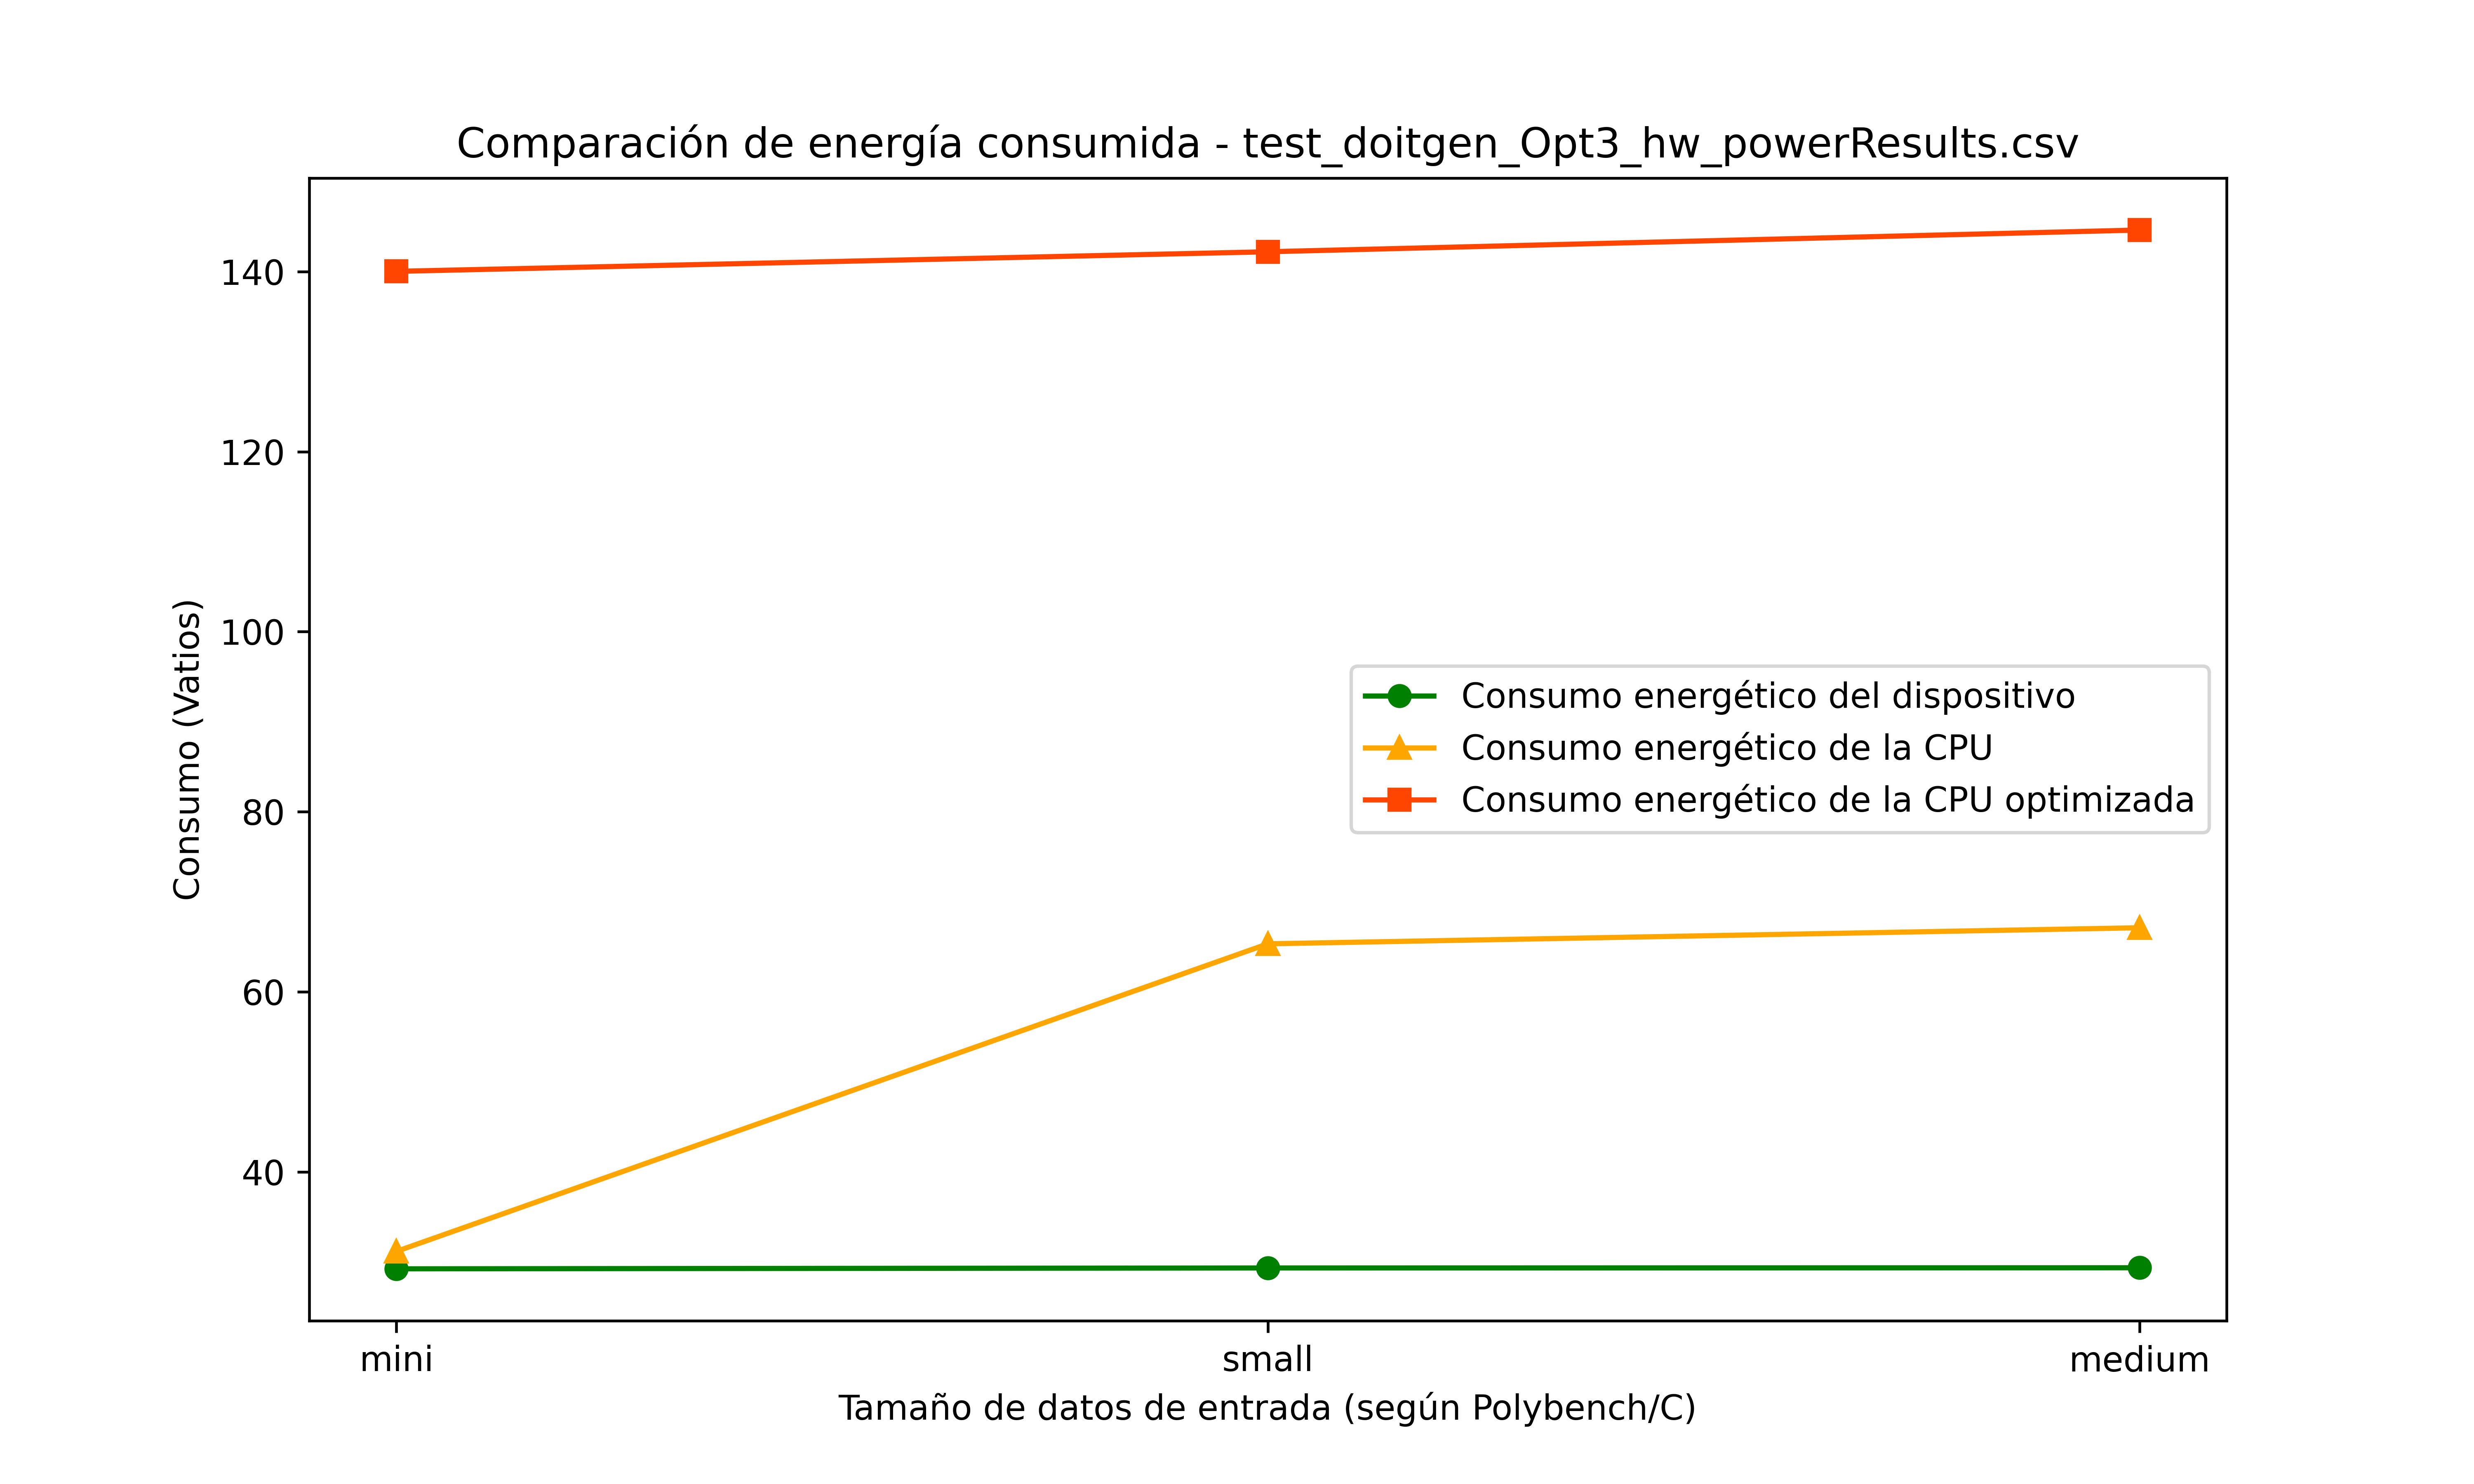 Comparación de energía consumida - test_doitgen_Opt3_hw_powerResults.csv
Consumo (Vatios)
140
120
100
80
60
40
Consumo energético del dispositivo
Consumo energético de la CPU
Consumo energético de la CPU optimizada
mini
small
medium
Tamaño de datos de entrada (según Polybench/C)